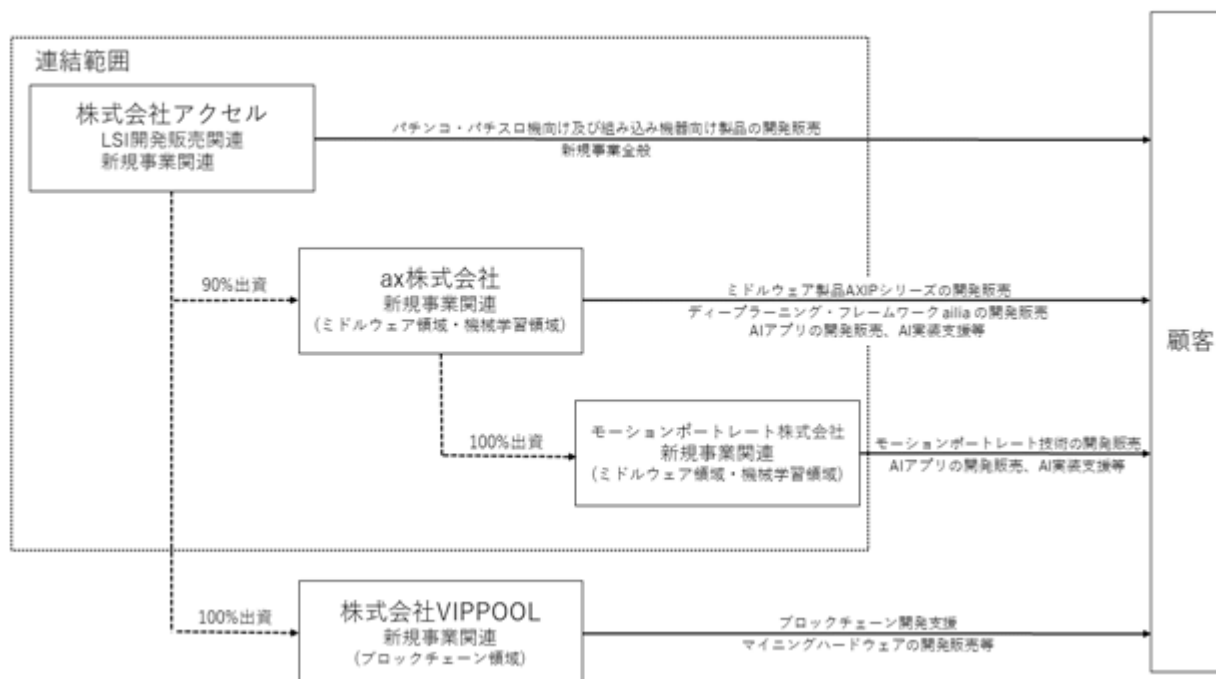 連結範囲
株式会社アクセル
LSI開発販売関連
新規事業関連
パチンコ・パチスロ機向け及び組み込み機器向け製品の開発販売
新規事業全般
90%出資
ax株式会社
新規事業関連
(ミドルウェア領域・機械学習領域)
ミドルウェア製品AXIPシリーズの開発販売
ディープラーニング・フレームワークailiaの開発販売
AIアプリの開発販売、AI実装支援等
顧客
100%出資
モーションポートレート株式会社
新規事業関連
(ミドルウェア領域・機械学習領域)
モーションポートレート技術の開発販売
AIアプリの開発販売、AI実装支援等
100%出資
株式会社VIPPOOL
新規事業関連
(ブロックチェーン領域)
ブロックチェーン開発支援
マイニングハードウェアの開発販売等